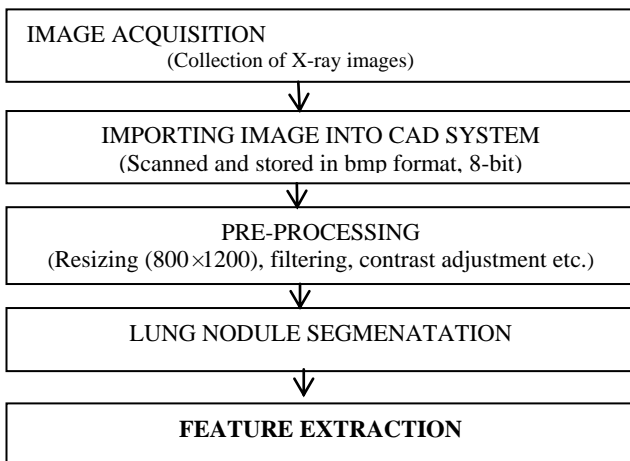 IMAGE ACQUISITION
(Collection of X-ray images)
IMPORTING IMAGE INTO CAD SYSTEM
(Scanned and stored in bmp format, 8-bit)
PRE-PROCESSING
(Resizing (800×1200), filtering, contrast adjustment etc.)
LUNG NODULE SEGMENATATION
FEATURE EXTRACTION